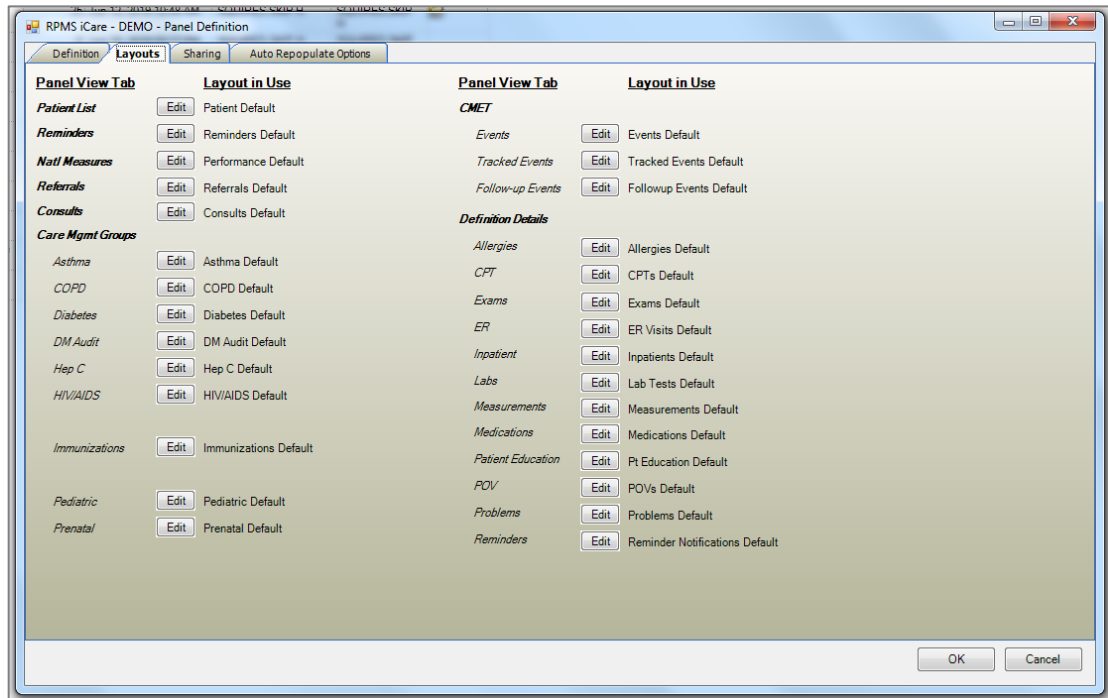 RPMS iCare - DEMO - Panel Definition
Definition Layouts Sharing Auto Repopulate Options
Panel View Tab Layout in Use
Patient List Edit Patient Default
Reminders Edit Reminders Default
Natl Measures Edit Performance Default
Referrals Edit Referrals Default
Consults Edit Consults Default
Care Mgmt Groups
Asthma Edit Asthma Default
COPD Edit COPD Default
Diabetes Edit Diabetes Default
DM Audit Edit DM Audit Default
Hep C Edit Hep C Default
HIV/AIDS Edit HIV/AIDS Default
Immunizations Edit Immunizations Default
Pediatric Edit Pediatric Default
Prenatal Edit Prenatal Default
Panel View Tab Layout in Use
CMET
Events Edit Events Default
Tracked Events Edit Tracked Events Default
Follow-up Events Edit Followup Events Default
Definition Details
Allergies Edit Allergies Default
CPT Edit CPTs Default
Exams Edit Exams Default
ER Edit ER Visits Default
Inpatient Edit Inpatients Default
Labs Edit Lab Tests Default
Measurements Edit Measurements Default
Medications Edit Medications Default
Patient Education Edit Pt Education Default
POV Edit POVs Default
Problems Edit Problems Default
Reminders Edit Reminder Notifications Default
OK Cancel